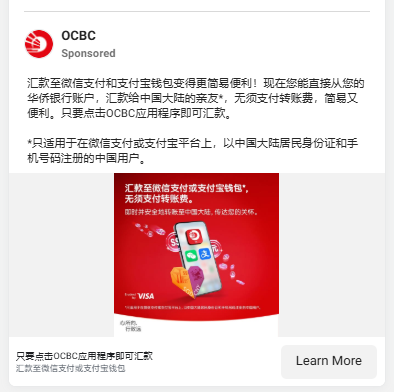 OCBC
Sponsored
汇款至微信支付和支付宝钱包变得更简易便利！现在您能直接从您的
华侨银行账户，汇款给中国大陆的亲友*，无须支付转账费，简易又
便利。只要点击OCBC应用程序即可汇款。
*只适用于在微信支付或支付宝平台上，以中国大陆居民身份证和手
机号码注册的中国用户。
汇款至微信支付或支付宝钱包*，
无须支付转账费。
即时并安全地转账至中国大陆，传达您的关怀。
VISA
只要点击OCBC应用程序即可汇款
汇款至微信支付或支付宝钱包
Learn More